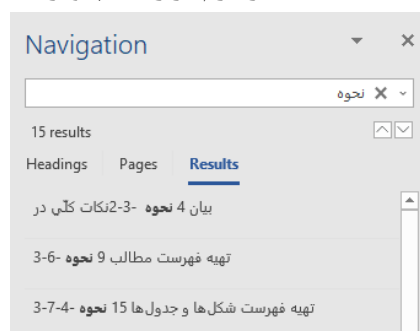 Navigation
نحوه
15 results
Headings Pages Results
بیان 4 نحوه -3-2نکات کلّی در
تهیه فهرست مطالب 9 نحوه -6-3
تهیه فهرست شکل‌ها و جدول‌ها 15 نحوه -4-7-3